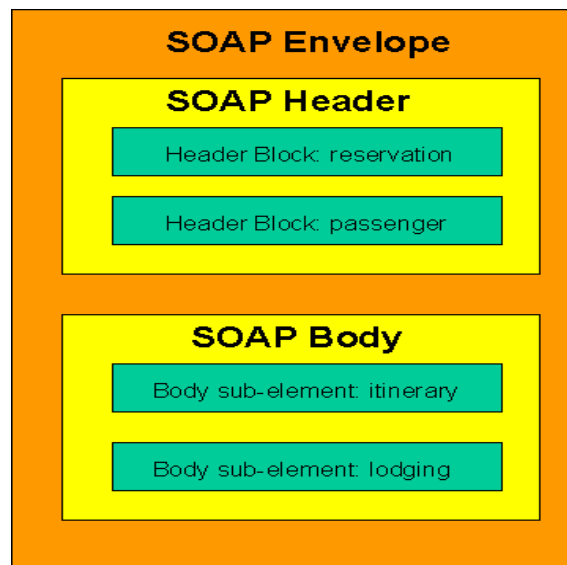 SOAP Envelope
SOAP Header
Header Block: reservation
Header Block: passenger
SOAP Body
Body sub-element: itinerary
Body sub-element: lodging